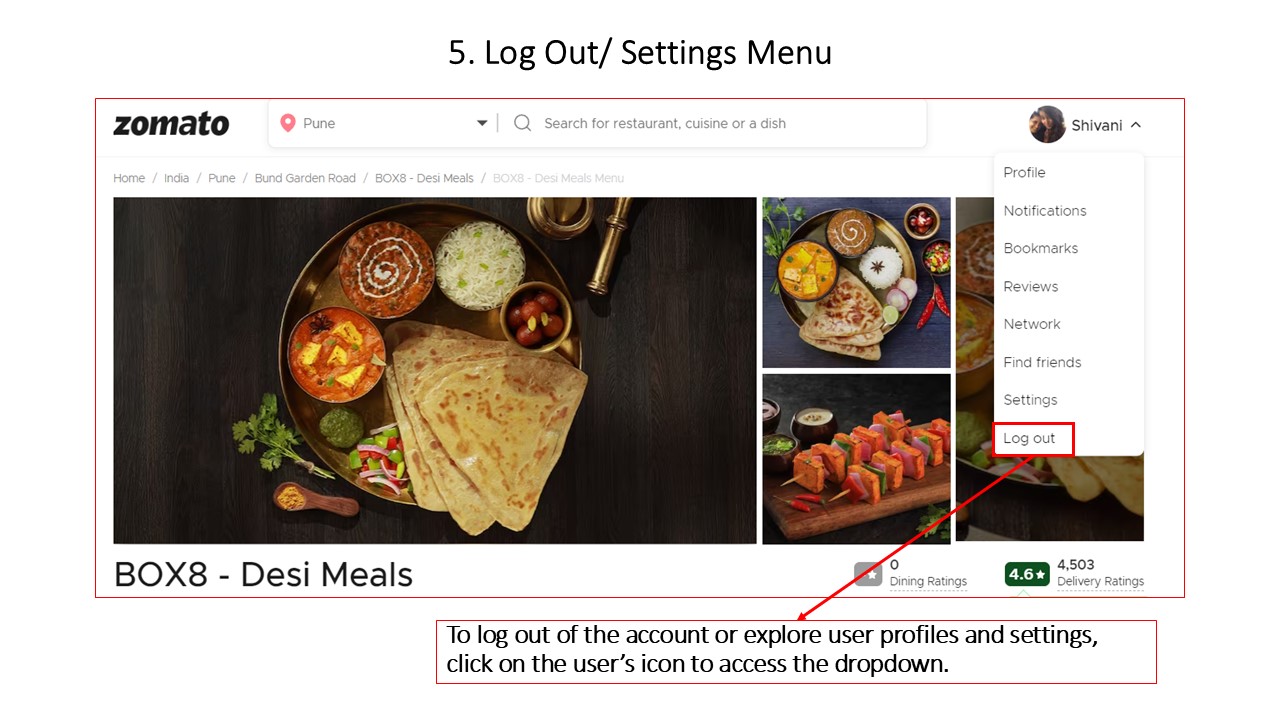 5. Log Out/ Settings Menu
zomato
Pune
Search for restaurant, cuisine or a dish
Shivani
Home / India / Pune / Bund Garden Road / BOX8 - Desi Meals / BOX8 - Desi Meals Menu
Profile
Notifications
Bookmarks
Reviews
Network
Find friends
Settings
Log out
BOX8 - Desi Meals
0
Dining Ratings
4.6
4,503
Delivery Ratings
To log out of the account or explore user profiles and settings,
click on the user’s icon to access the dropdown.